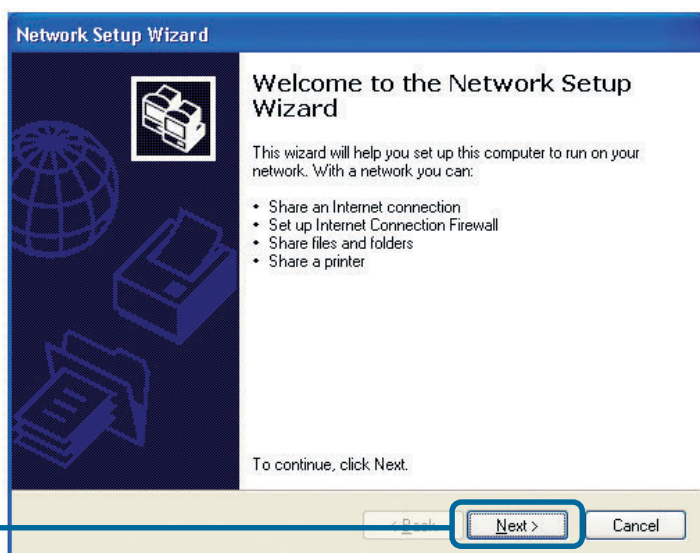 Network Setup Wizard
Welcome to the Network Setup
Wizard
This wizard will help you set up this computer to run on your
network. With a network you can:
• Share an Internet connection
• Set up Internet Connection Firewall
• Share files and folders
• Share a printer
To continue, click Next.
< Back Next > Cancel